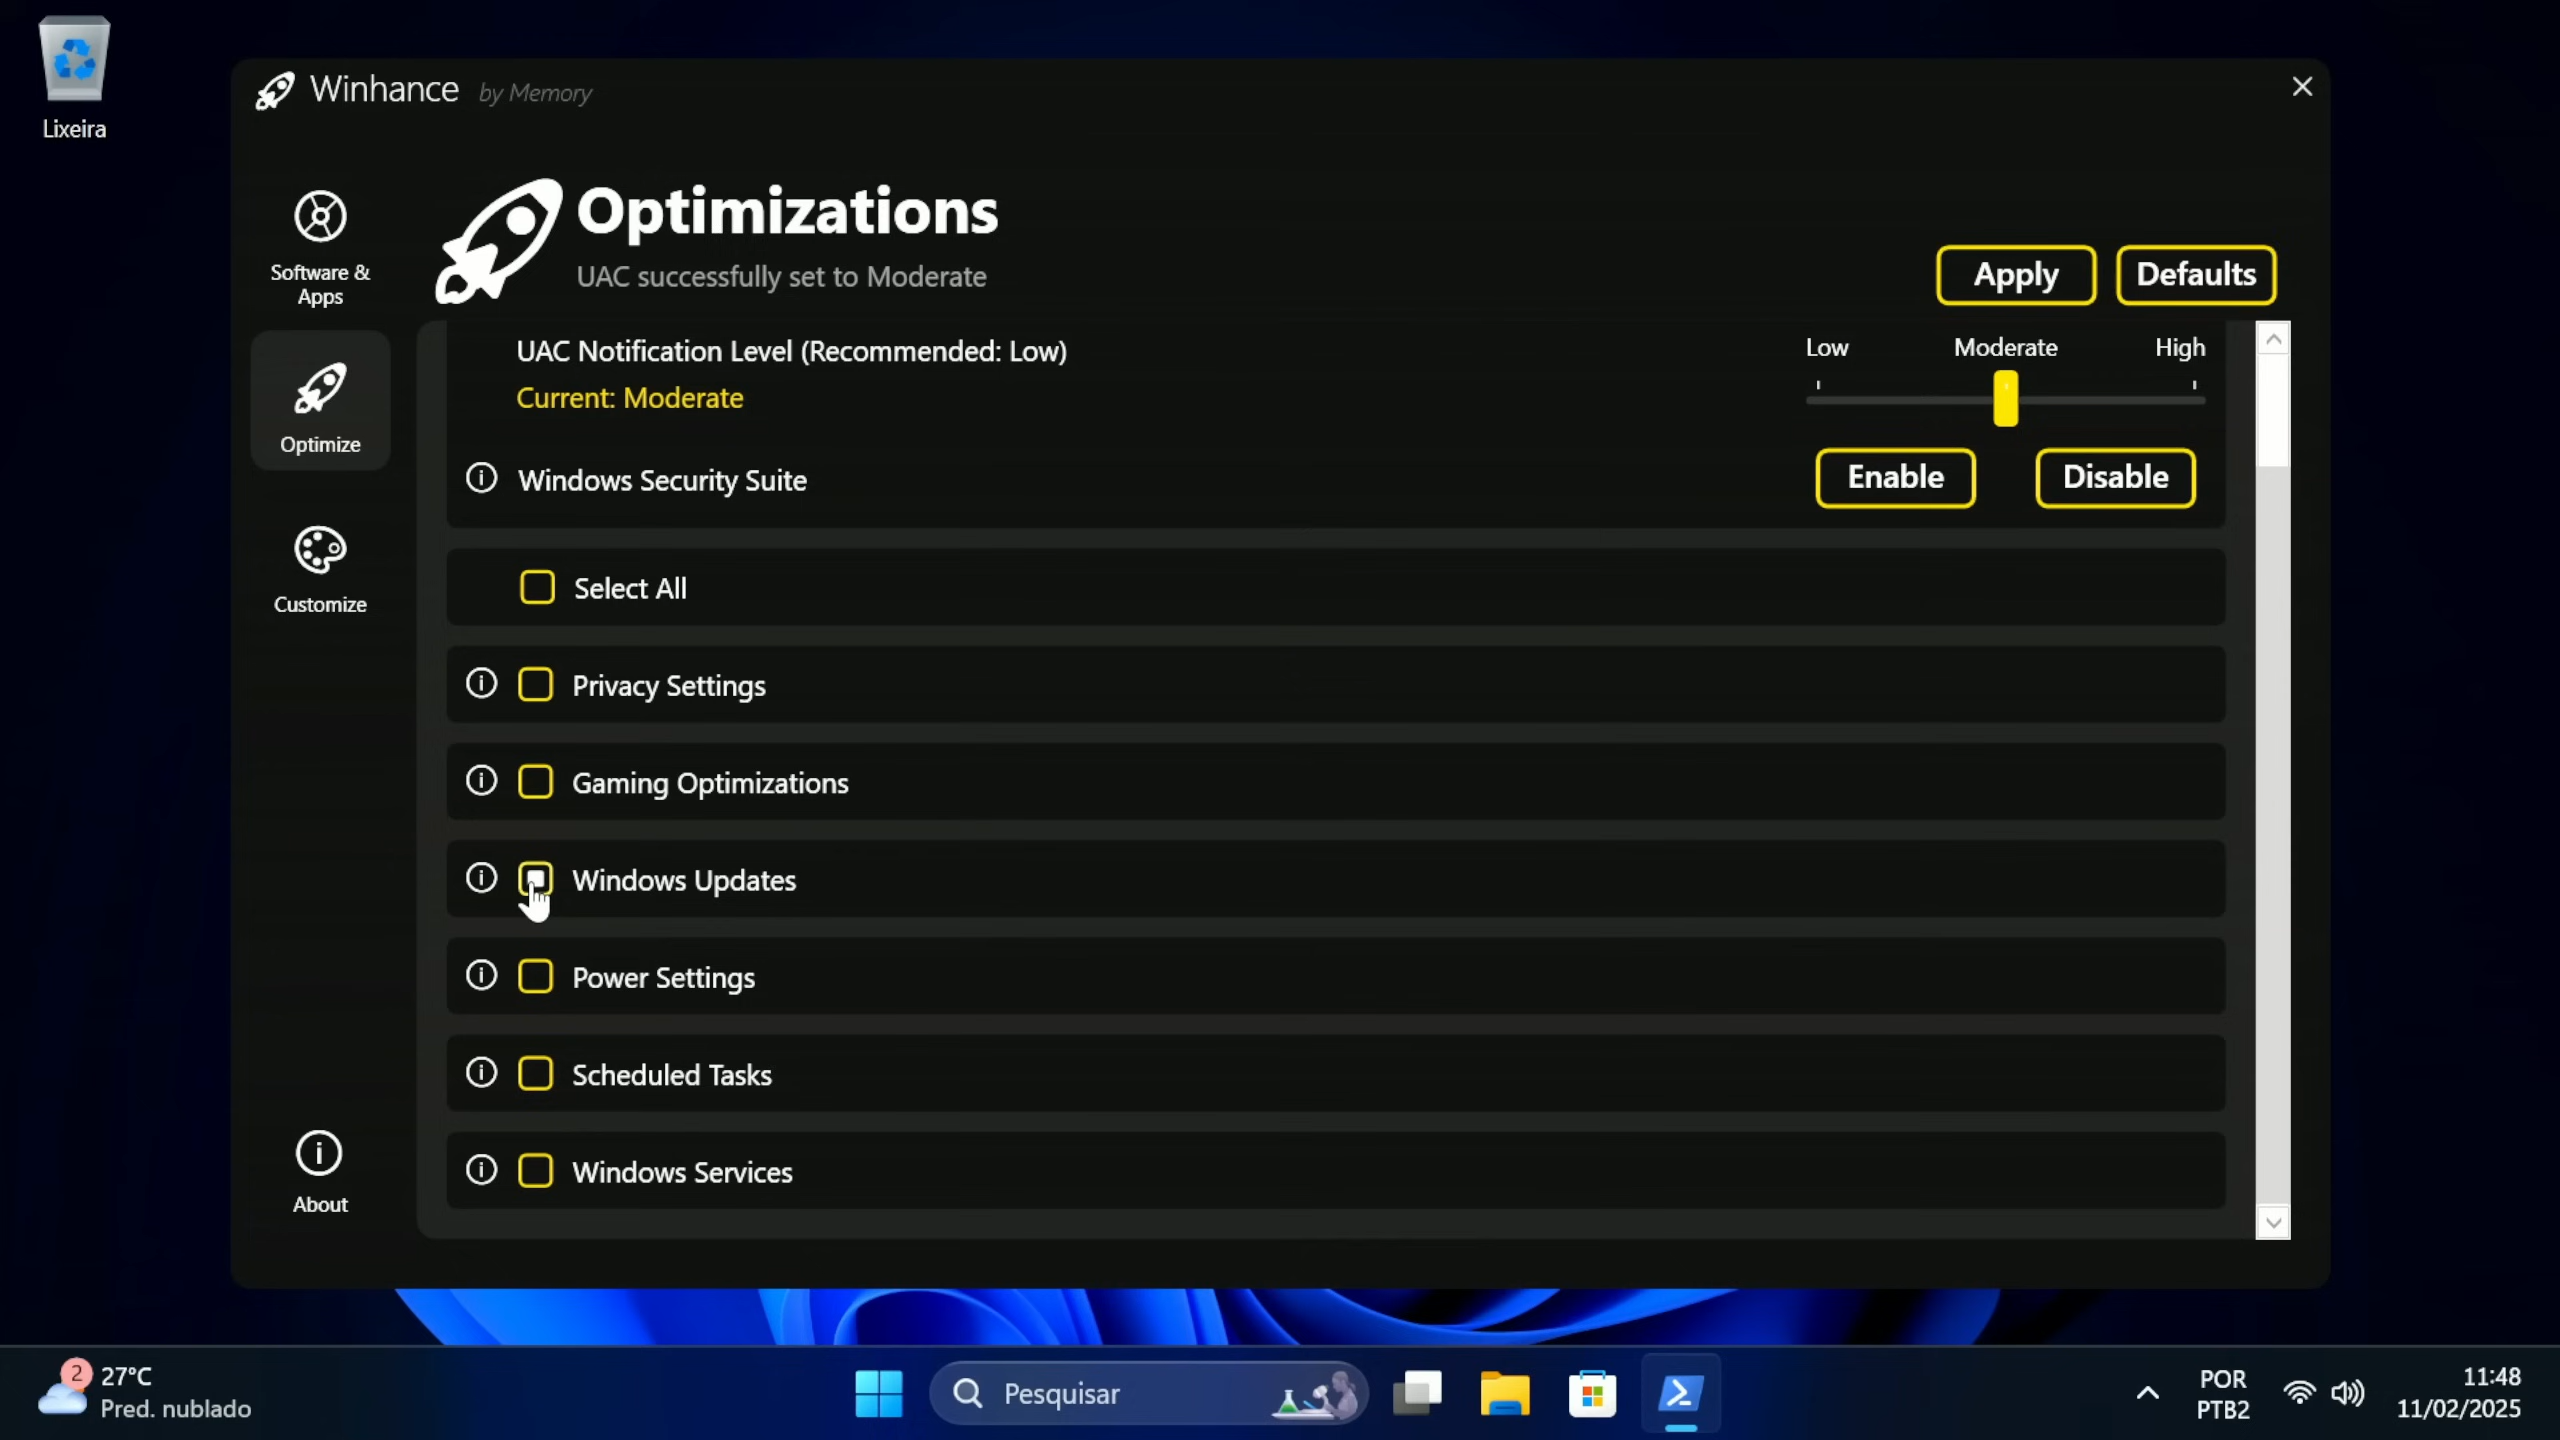 Lixeira
Winhance by Memory
Software &
Apps
Optimize
Customize
About
Optimizations
UAC successfully set to Moderate
Apply
Defaults
UAC Notification Level (Recommended: Low)
Current: Moderate
Low
Moderate
High
Windows Security Suite
Enable
Disable
Select All
Privacy Settings
Gaming Optimizations
Windows Updates
Power Settings
Scheduled Tasks
Windows Services
2
27°C
Pred. nublado
Pesquisar
POR
PTB2
11:48
11/02/2025